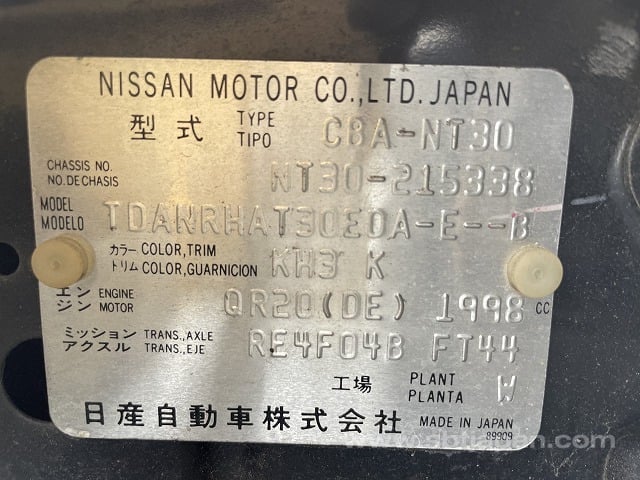 NISSAN MOTOR CO.,LTD. JAPAN
型式 TYPE TIPO CBA-NT30
CHASSIS NO. NO. DE CHASIS NT30-215338
MODEL MODELO TDANRHAT30E0A-E--B
カラー COLOR,TRIM
トリム COLOR,GUARNICION KH3 K
エン ENGINE
ジン MOTOR QR20(DE) 1998 CC
ミッション TRANS.,AXLE
アクスル TRANS.,EJE RE4F04B FT44
工場 PLANT PLANTA W
日産自動車株式会社 MADE IN JAPAN
89909